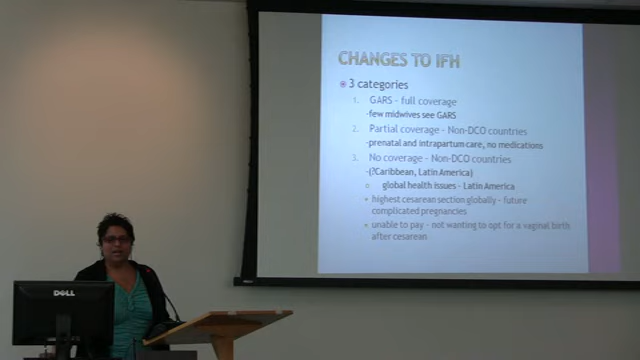 CHANGES TO IFH
3 categories
1. GARS - full coverage
-few midwives see GARS
2. Partial coverage - Non-DCO countries
-prenatal and intrapartum care, no medications
3. No coverage - Non-DCO countries
-(?Caribbean, Latin America)
global health issues - Latin America
highest cesarean section globally - future
complicated pregnancies
unable to pay - not wanting to opt for a vaginal birth
after cesarean
DELL